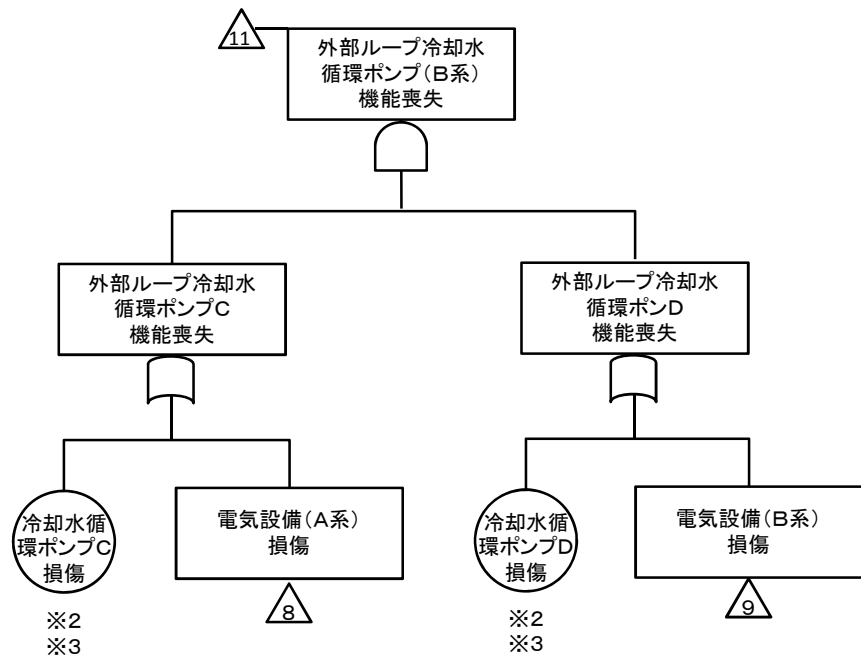 11
外部ループ冷却水
循環ポンプ(B系)
機能喪失
外部ループ冷却水
循環ポンプC
機能喪失
外部ループ冷却水
循環ポンD
機能喪失
冷却水循
環ポンプC
損傷
※2
※3
電気設備(A系)
損傷
8
冷却水循
環ポンプD
損傷
※2
※3
電気設備(B系)
損傷
9